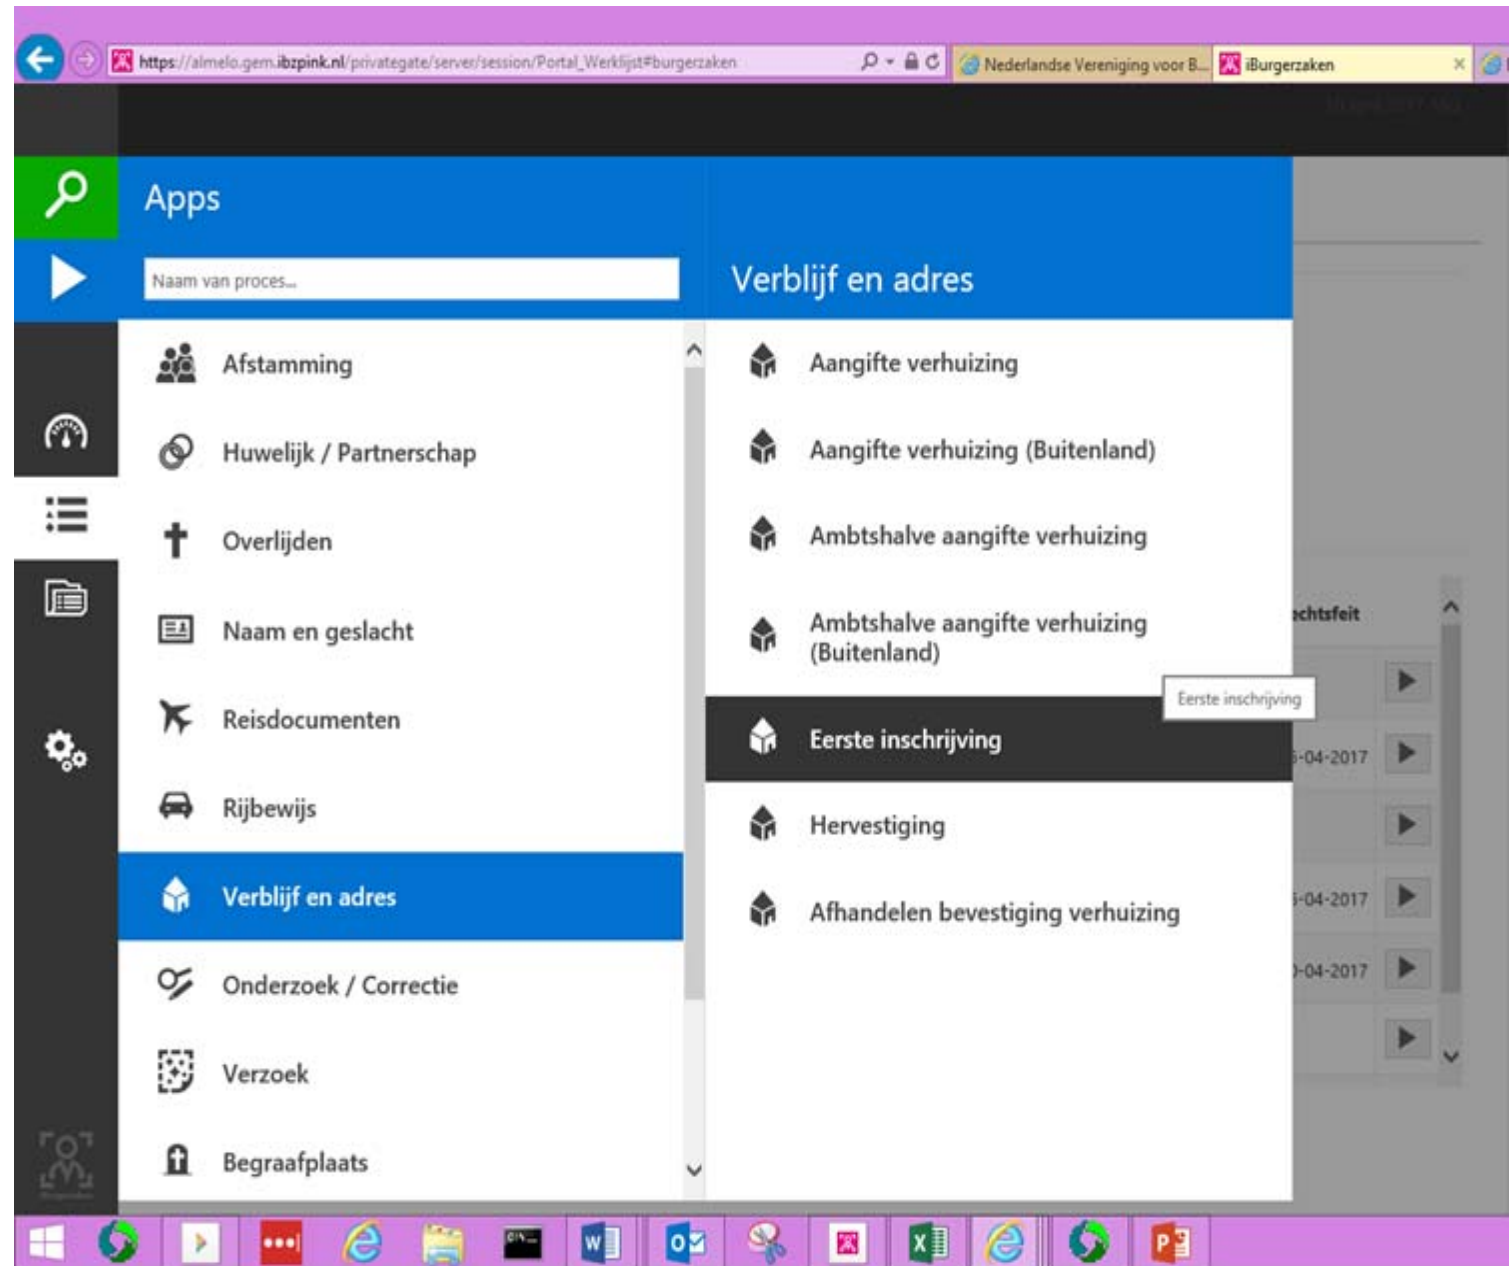 https://almelo.gem.ibzpink.nl/privategate/server/session/Portal_Werklijst#burgerzaken
Nederlandse Vereniging voor B...
iBurgerzaken
Apps
Naam van proces...
Verblijf en adres
Afstamming
Huwelijk / Partnerschap
Overlijden
Naam en geslacht
Reisdocumenten
Rijbewijs
Verblijf en adres
Onderzoek / Correctie
Verzoek
Begraafplaats
Aangifte verhuizing
Aangifte verhuizing (Buitenland)
Ambtshalve aangifte verhuizing
Ambtshalve aangifte verhuizing
(Buitenland)
Eerste inschrijving
Eerste inschrijving
Hervestiging
Afhandelen bevestiging verhuizing
chtsfeit
-04-2017
-04-2017
-04-2017